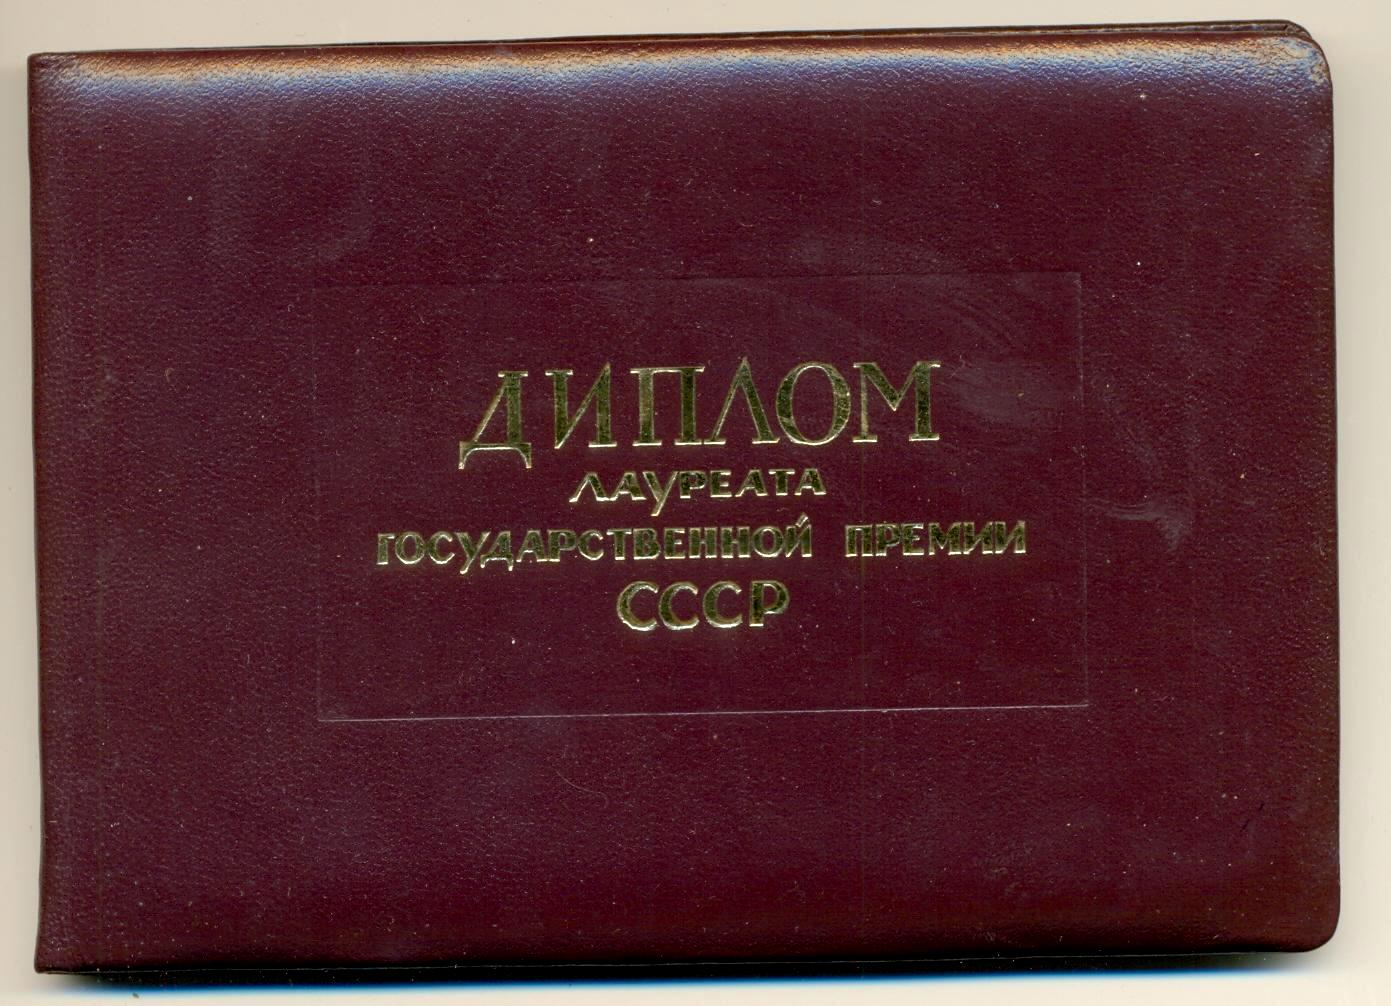 ДИПЛОМ
ЛАУРЕАТА
ГОСУДАРСТВЕННОЙ ПРЕМИИ
СССР